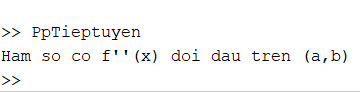 >> PpTieptuyen
Ham so co f''(x) doi dau tren (a,b)
>>